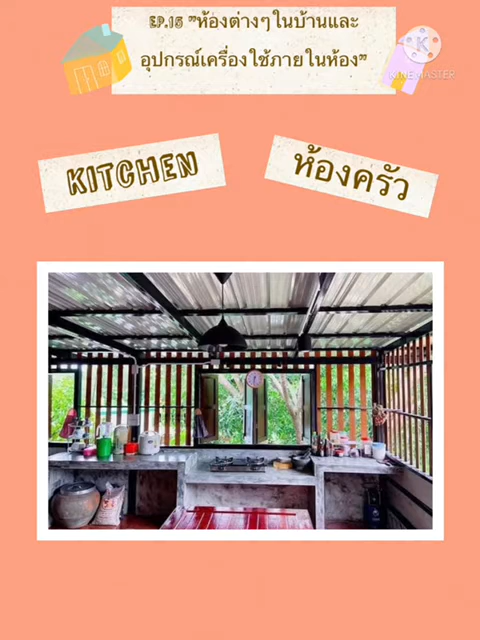 EP.15 "ห้องต่างๆในบ้านและ
อุปกรณ์เครื่องใช้ภายในห้อง"
K
KINEMASTER
KITCHEN
ห้องครัว